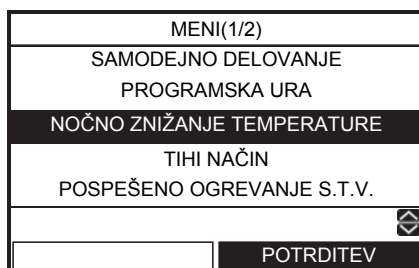 MENI(1/2)
SAMODEJNO DELOVANJE
PROGRAMSKA URA
NOČNO ZNIŽANJE TEMPERATURE
TIHI NAČIN
POSPEŠENO OGREVANJE S.T.V.
POTRDITEV